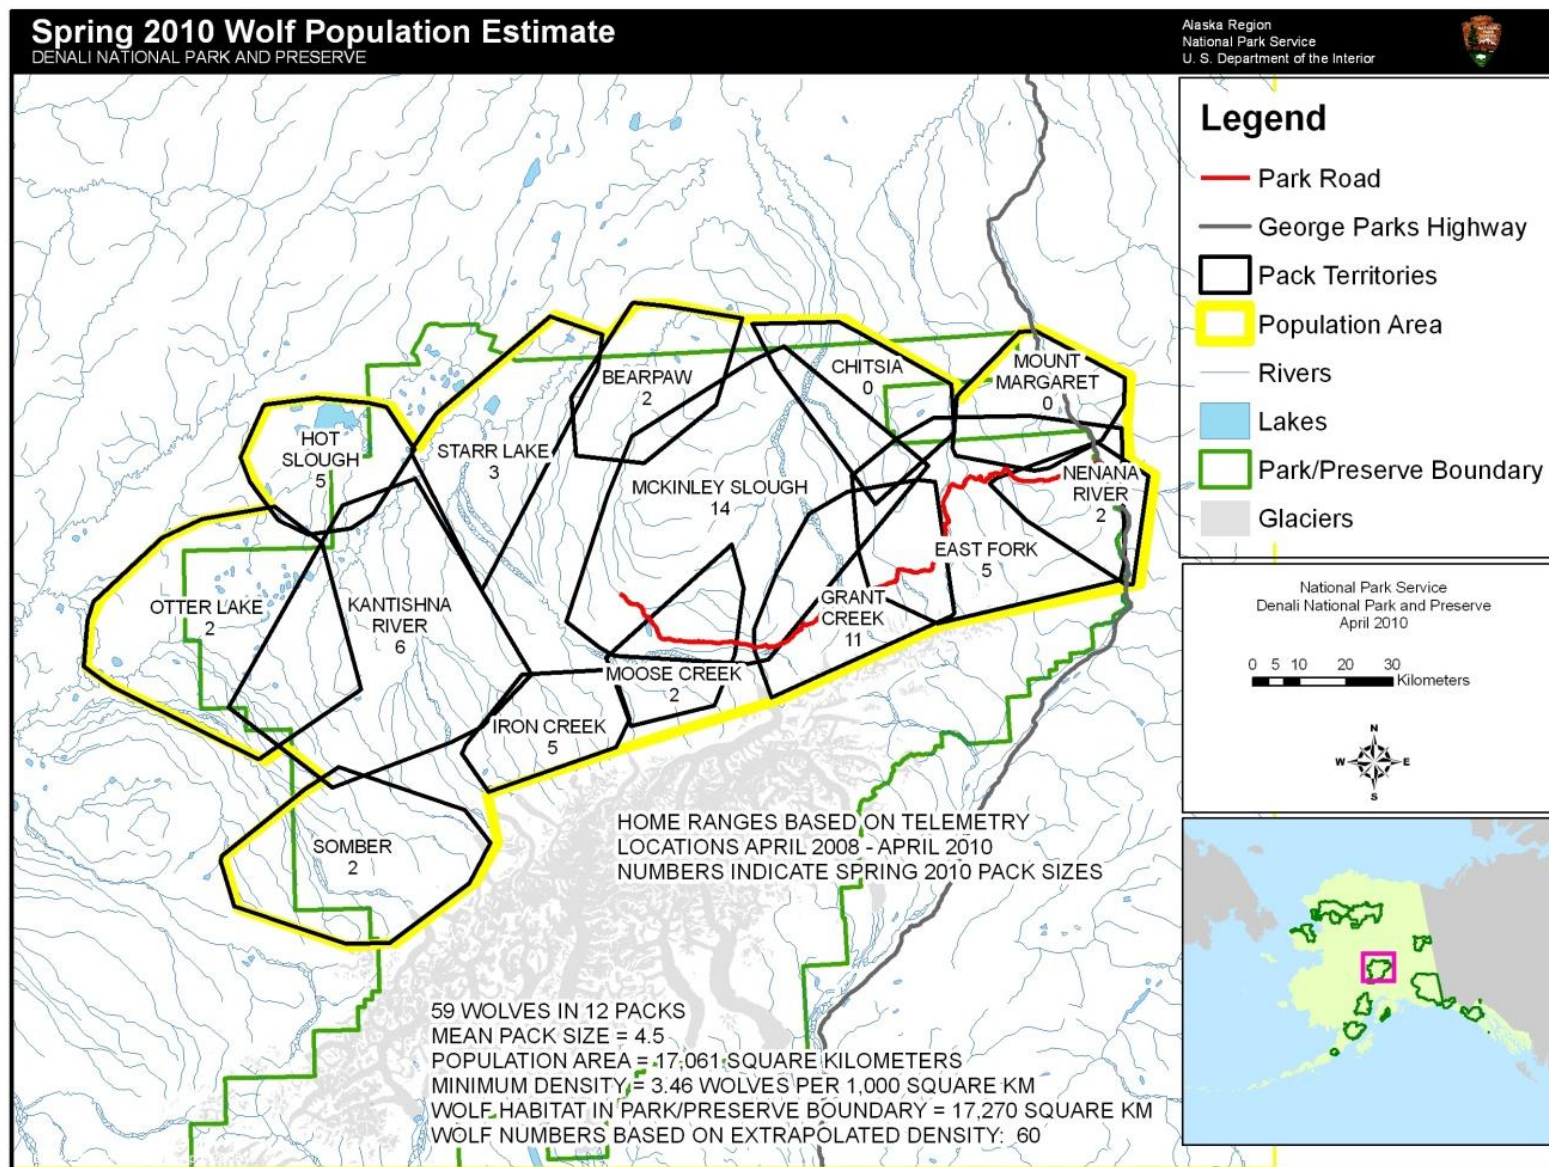 Spring 2010 Wolf Population Estimate
DENALI NATIONAL PARK AND PRESERVE
Alaska Region
National Park Service
U. S. Department of the Interior
Legend
Park Road
George Parks Highway
Pack Territories
Population Area
Rivers
Lakes
Park/Preserve Boundary
Glaciers
National Park Service
Denali National Park and Preserve
April 2010
0 5 10 20 30
Kilometers
N
W E
S
BEARPAW
2
CHITSIA
0
MOUNT
MARGARET
0
HOT
SLOUGH
5
STARR LAKE
3
MCKINLEY SLOUGH
14
NENANA
RIVER
2
EAST FORK
5
OTTER LAKE
2
KANTISHNA
RIVER
6
GRANT
CREEK
11
MOOSE CREEK
2
IRON CREEK
5
SOMBER
2
HOME RANGES BASED ON TELEMETRY
LOCATIONS APRIL 2008 - APRIL 2010
NUMBERS INDICATE SPRING 2010 PACK SIZES
59 WOLVES IN 12 PACKS
MEAN PACK SIZE = 4.5
POPULATION AREA = 17,061 SQUARE KILOMETERS
MINIMUM DENSITY = 3.46 WOLVES PER 1,000 SQUARE KM
WOLF HABITAT IN PARK/PRESERVE BOUNDARY = 17,270 SQUARE KM
WOLF NUMBERS BASED ON EXTRAPOLATED DENSITY: 60